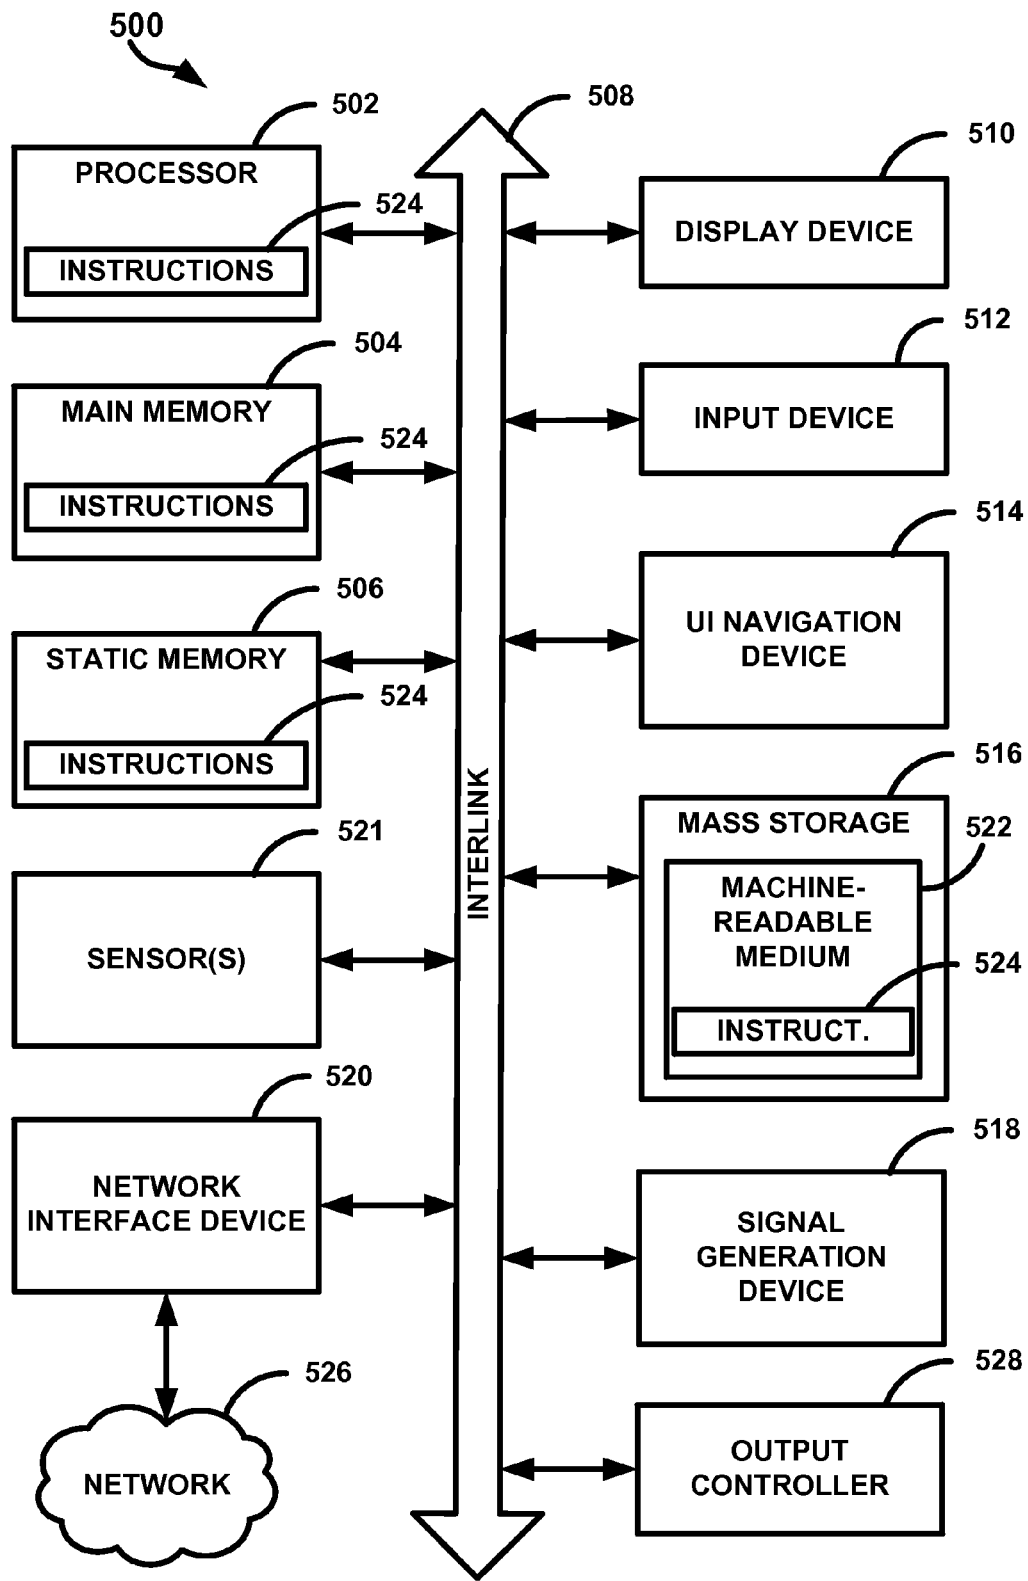 500
502
PROCESSOR
524
INSTRUCTIONS
504
MAIN MEMORY
524
INSTRUCTIONS
506
STATIC MEMORY
524
INSTRUCTIONS
521
SENSOR(S)
520
NETWORK
INTERFACE DEVICE
526
NETWORK
508
INTERLINK
510
DISPLAY DEVICE
512
INPUT DEVICE
514
UI NAVIGATION
DEVICE
516
MASS STORAGE
522
MACHINE-
READABLE
MEDIUM
524
INSTRUCT.
518
SIGNAL
GENERATION
DEVICE
528
OUTPUT
CONTROLLER